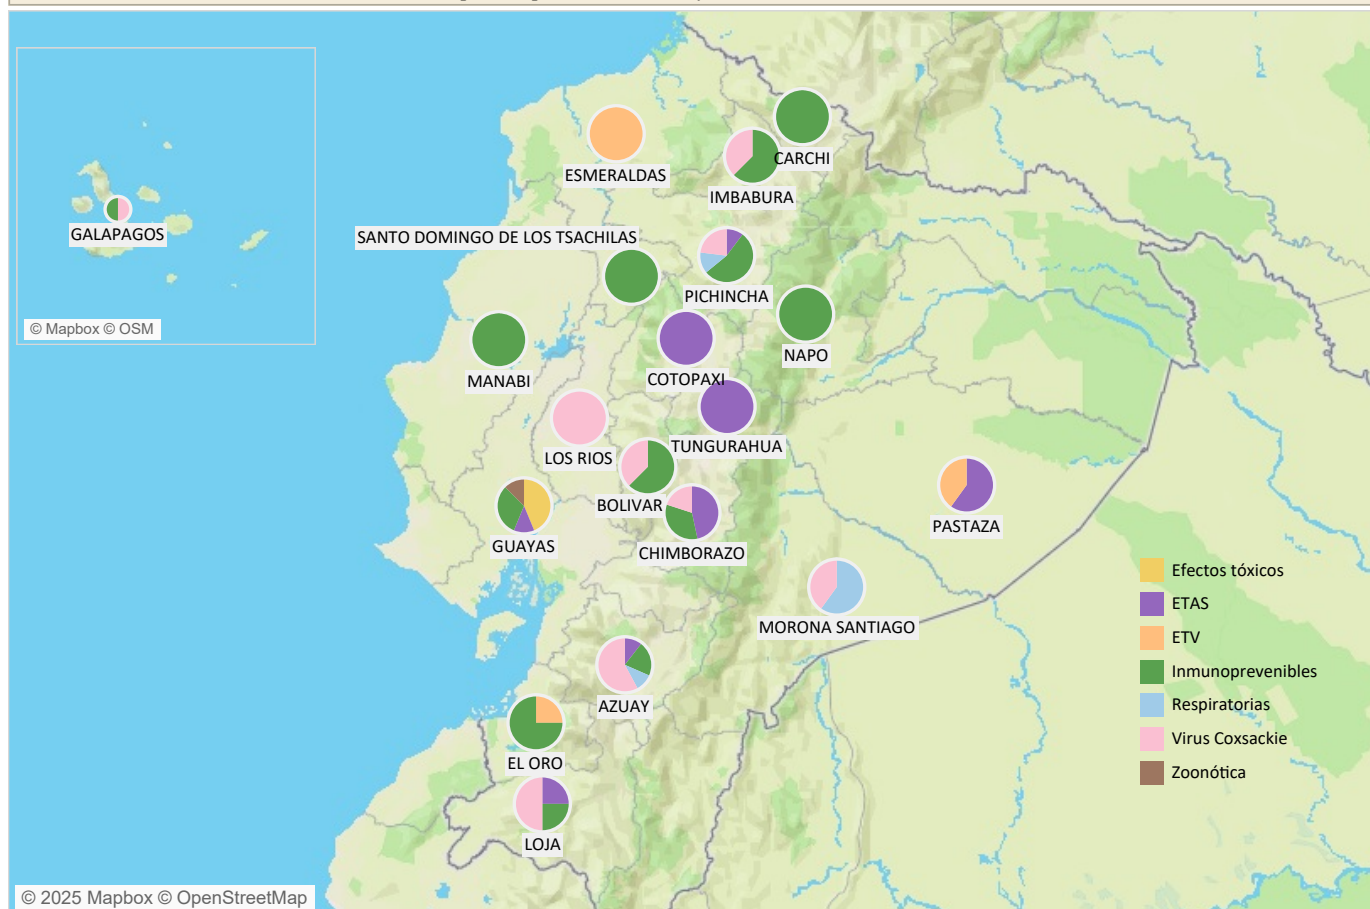 CARCHI
ESMERALDAS
IMBABURA
GALAPAGOS
SANTO DOMINGO DE LOS TSACHILAS
PICHINCHA
© Mapbox © OSM
NAPO
MANABI
COTOPAXI
TUNGURAHUA
LOS RIOS
BOLIVAR
PASTAZA
GUAYAS
CHIMBORAZO
MORONA SANTIAGO
AZUAY
EL ORO
LOJA
Efectos tóxicos
ETAS
ETV
Inmunoprevenibles
Respiratorias
Virus Coxsackie
Zoonótica
© 2025 Mapbox © OpenStreetMap